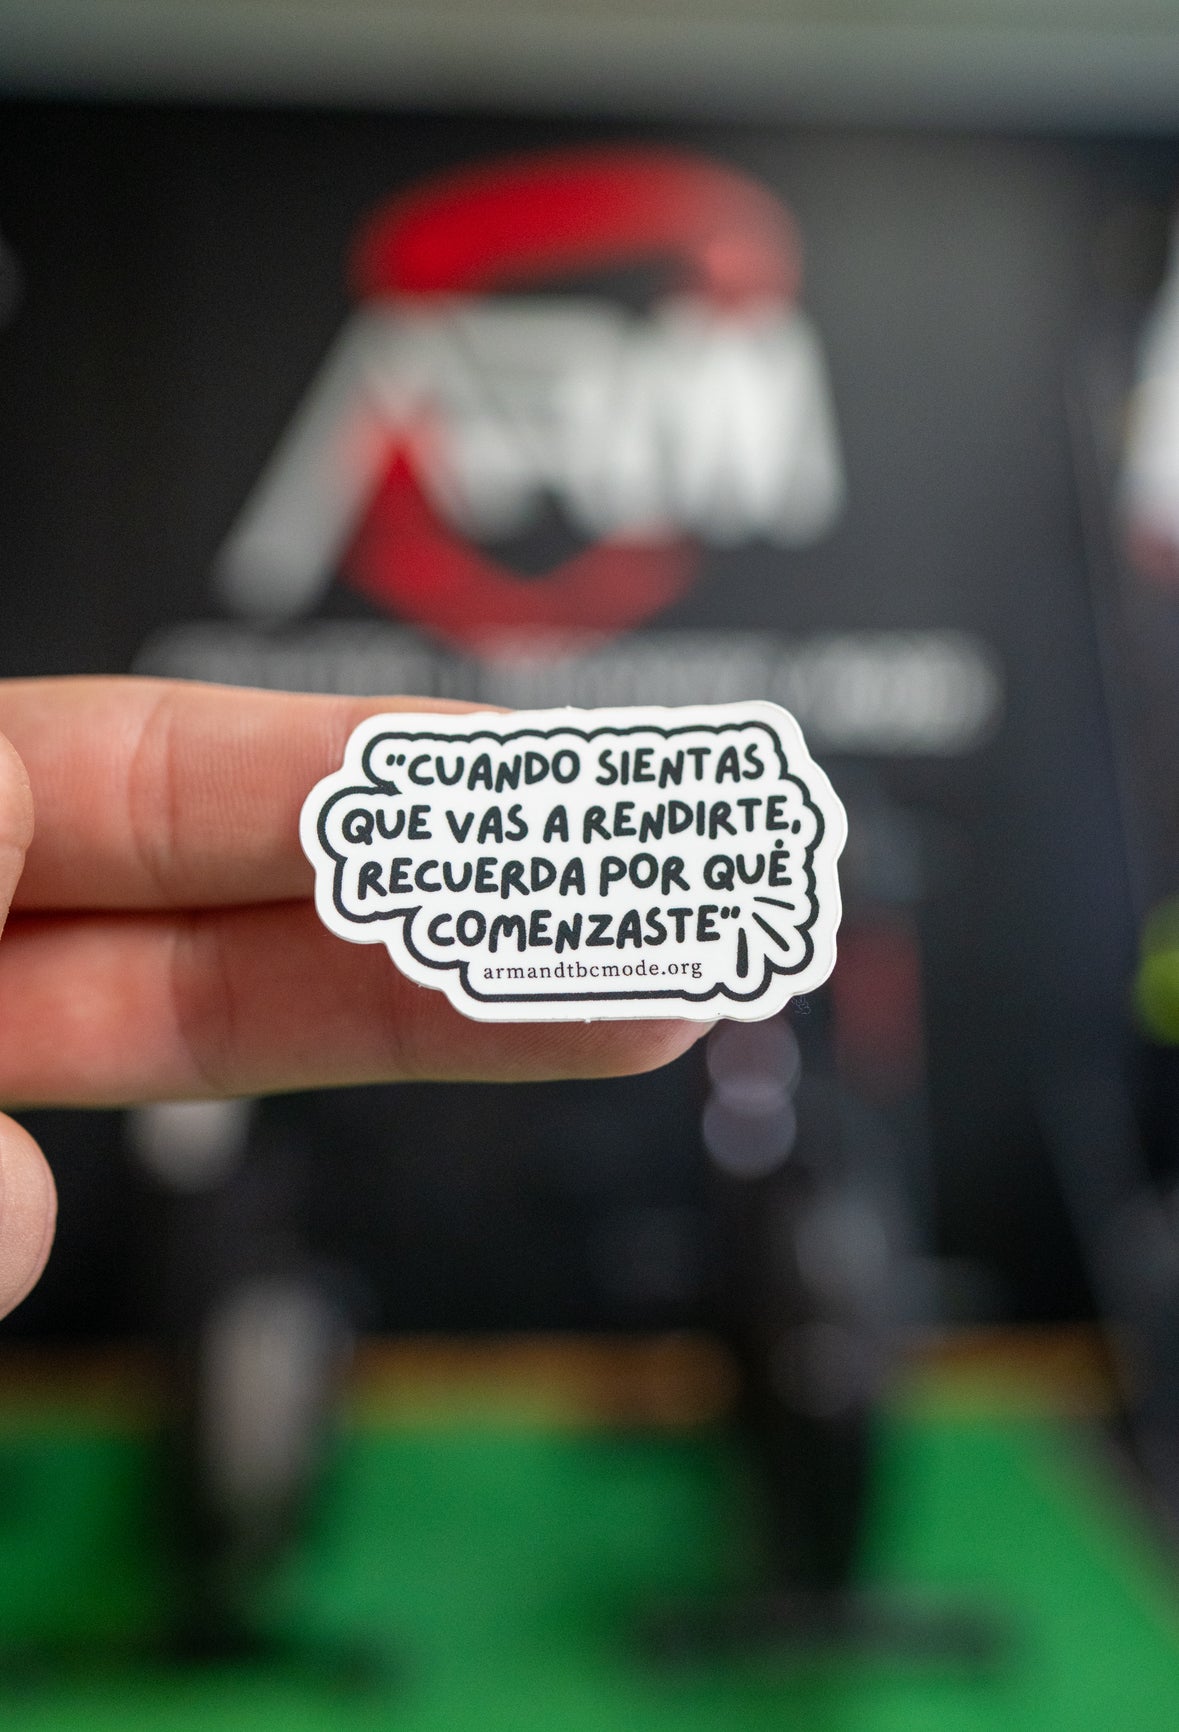 "CUANDO SIENTAS
QUE VAS A RENDIRTE,
RECUERDA POR QUÉ
COMENZASTE"
armandtbcmode.org